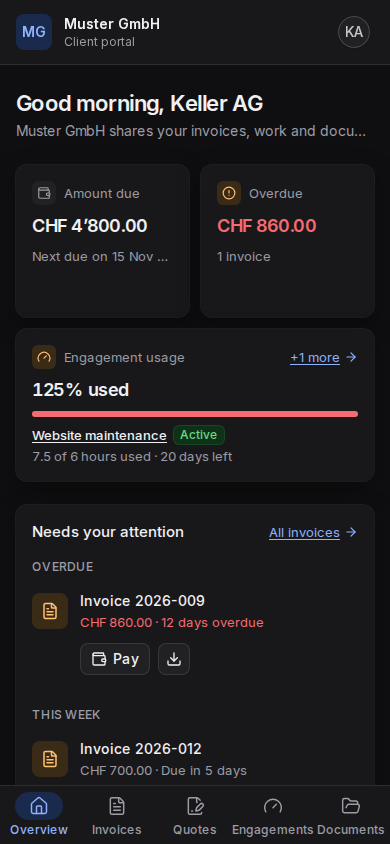 MG
Muster GmbH
Client portal
KA
Good morning, Keller AG
Muster GmbH shares your invoices, work and docu...
Amount due
CHF 4’800.00
Next due on 15 Nov ...
Overdue
CHF 860.00
1 invoice
Engagement usage
+1 more
125% used
Website maintenance Active
7.5 of 6 hours used · 20 days left
Needs your attention
All invoices
OVERDUE
Invoice 2026-009
CHF 860.00 · 12 days overdue
Pay
THIS WEEK
Invoice 2026-012
CHF 700.00 · Due in 5 days
Overview Invoices Quotes Engagements Documents